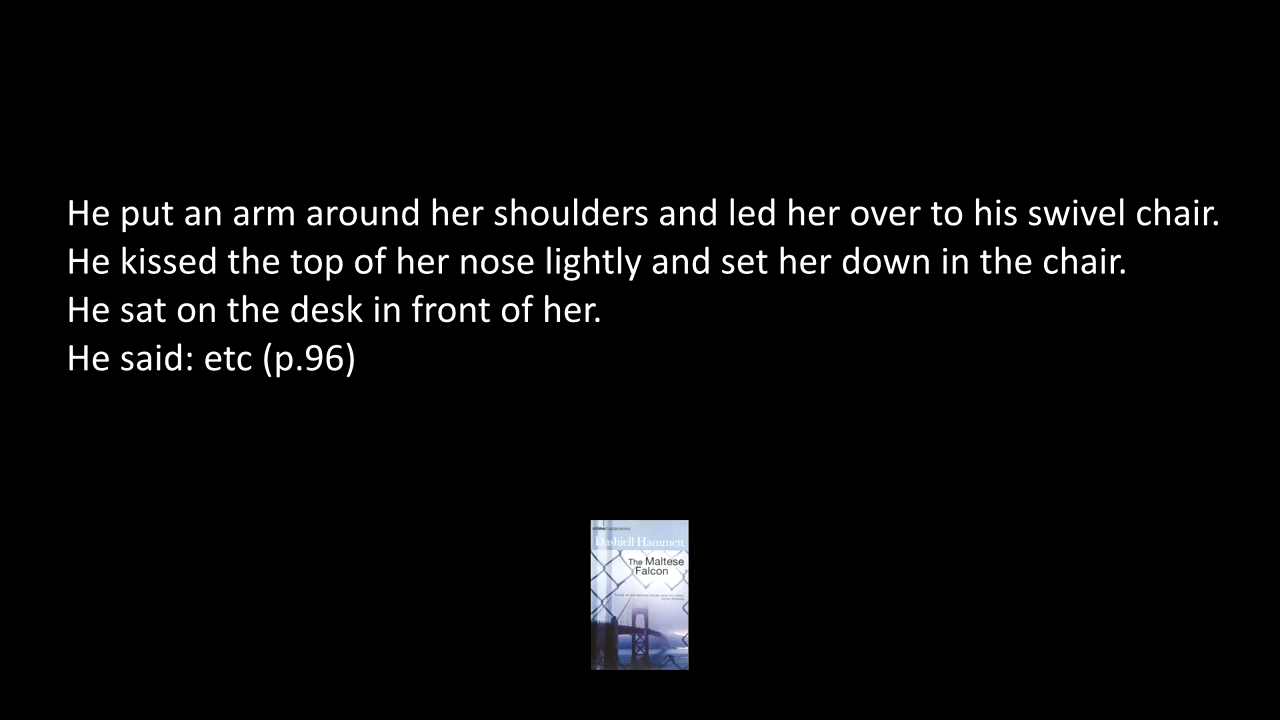 He put an arm around her shoulders and led her over to his swivel chair.
He kissed the top of her nose lightly and set her down in the chair.
He sat on the desk in front of her.
He said: etc (p.96)
Dashiell Hammett
The Maltese
Falcon